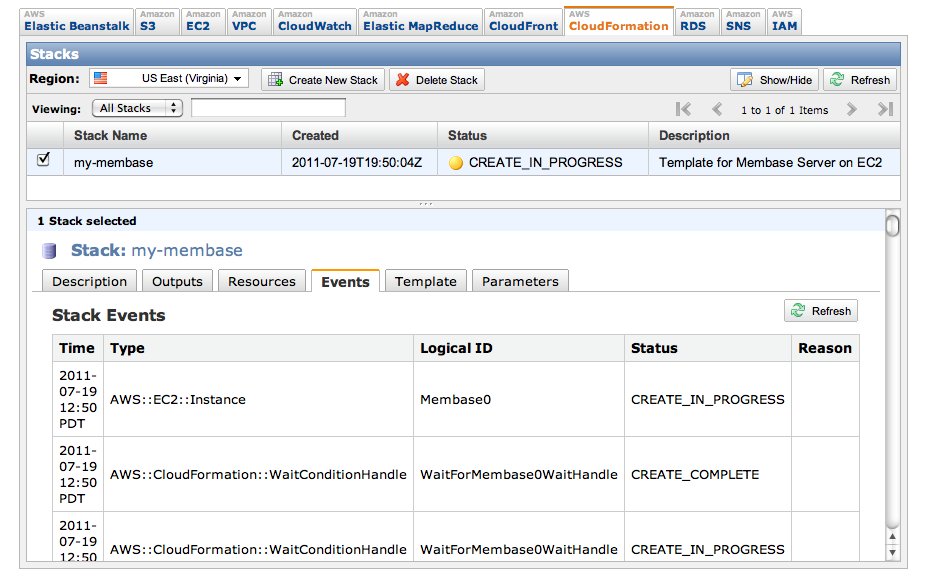 AWS Amazon Amazon Amazon Amazon Amazon Amazon AWS Amazon Amazon AWS
Elastic Beanstalk S3 EC2 VPC CloudWatch Elastic MapReduce CloudFront CloudFormation RDS SNS IAM
Stacks
Region: US East (Virginia) Create New Stack Delete Stack Show/Hide Refresh
Viewing: All Stacks 1 to 1 of 1 Items
Stack Name Created Status Description
my-membase 2011-07-19T19:50:04Z CREATE_IN_PROGRESS Template for Membase Server on EC2
1 Stack selected
Stack: my-membase
Description Outputs Resources Events Template Parameters
Stack Events Refresh
Time Type Logical ID Status Reason
2011-
07-19
12:50 AWS::EC2::Instance Membase0 CREATE_IN_PROGRESS
PDT
2011-
07-19
12:50 AWS::CloudFormation::WaitConditionHandle WaitForMembase0WaitHandle CREATE_COMPLETE
PDT
2011-
07-19
12:50 AWS::CloudFormation::WaitConditionHandle WaitForMembase0WaitHandle CREATE_IN_PROGRESS